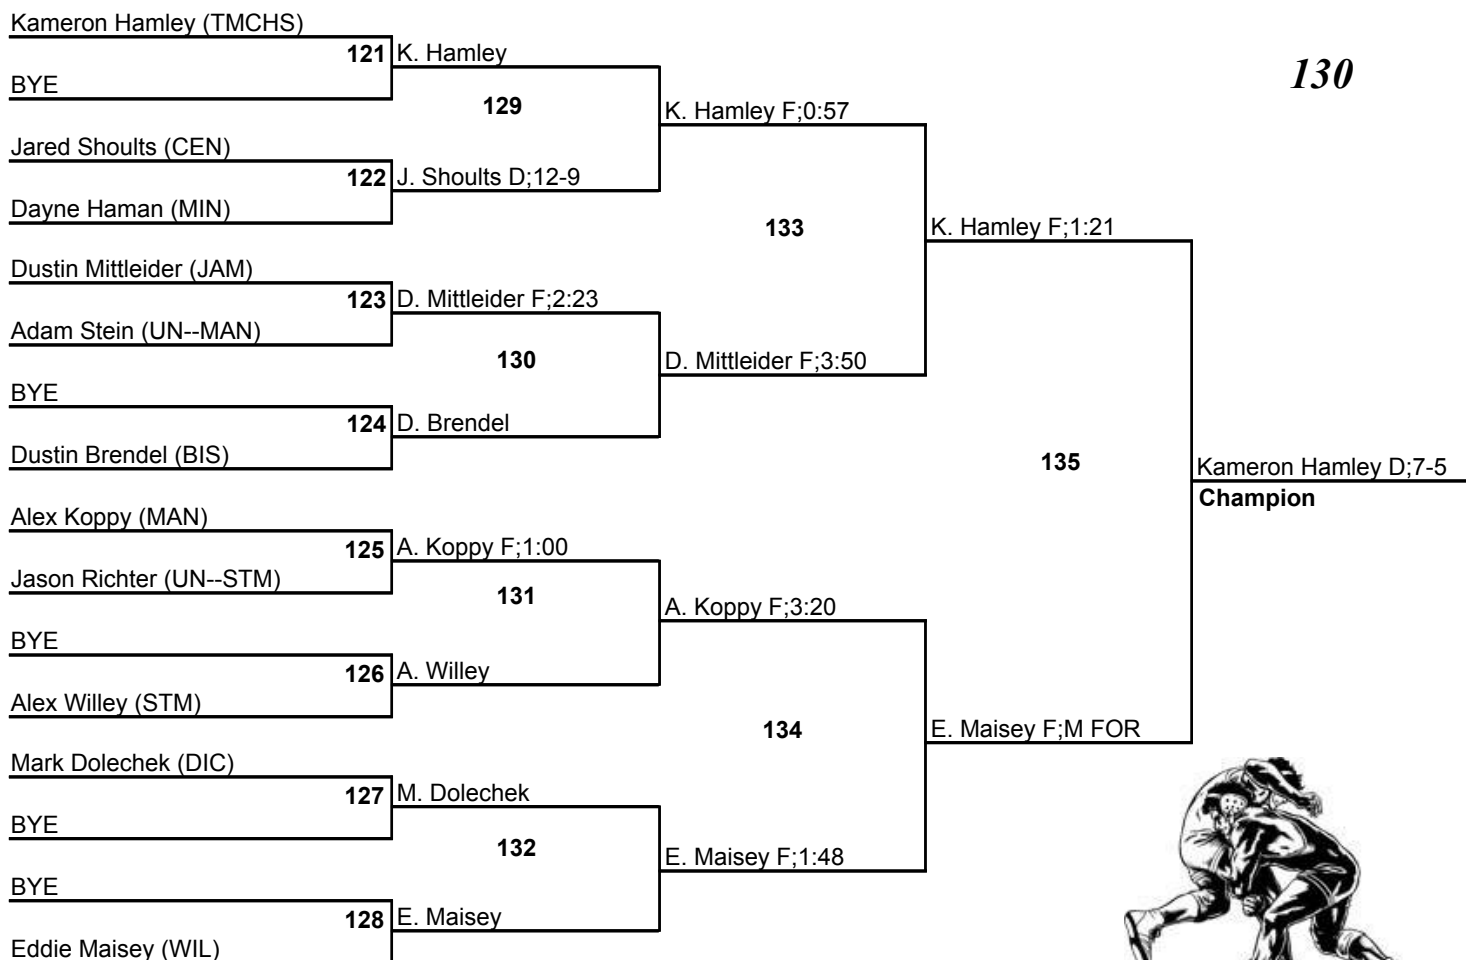 Kameron Hamley (TMCHS)
121 K. Hamley
BYE
129
K. Hamley F;0:57
130
Jared Shoults (CEN)
122 J. Shoults D;12-9
Dayne Haman (MIN)
133
K. Hamley F;1:21
Dustin Mittleider (JAM)
123 D. Mittleider F;2:23
Adam Stein (UN--MAN)
130
D. Mittleider F;3:50
BYE
124 D. Brendel
Dustin Brendel (BIS)
135
Kameron Hamley D;7-5
Champion
Alex Koppy (MAN)
125 A. Koppy F;1:00
Jason Richter (UN--STM)
131
A. Koppy F;3:20
BYE
126 A. Willey
Alex Willey (STM)
134
E. Maisey F;M FOR
Mark Dolechek (DIC)
127 M. Dolechek
BYE
132
E. Maisey F;1:48
BYE
128 E. Maisey
Eddie Maisey (WIL)